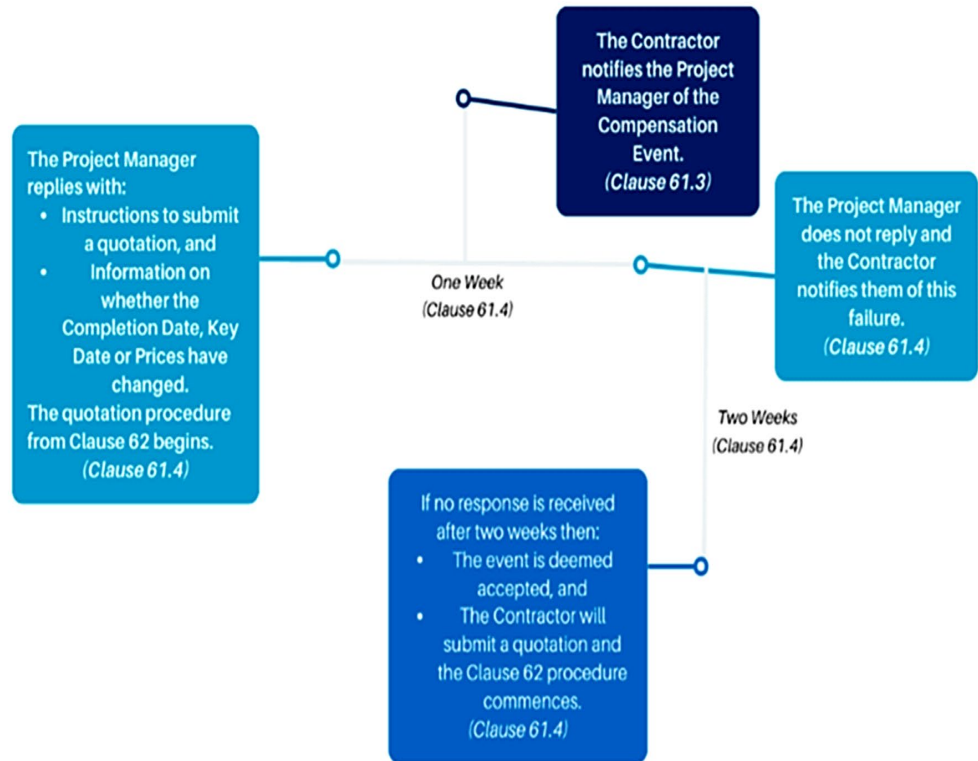 The Contractor
notifies the Project
Manager of the
Compensation
Event.
(Clause 61.3)
The Project Manager
replies with:
• Instructions to submit
a quotation, and
• Information on
whether the
Completion Date, Key
Date or Prices have
changed.
The quotation procedure
from Clause 62 begins.
(Clause 61.4)
One Week
(Clause 61.4)
The Project Manager
does not reply and
the Contractor
notifies them of this
failure.
(Clause 61.4)
Two Weeks
(Clause 61.4)
If no response is received
after two weeks then:
• The event is deemed
accepted, and
• The Contractor will
submit a quotation and
the Clause 62 procedure
commences.
(Clause 61.4)